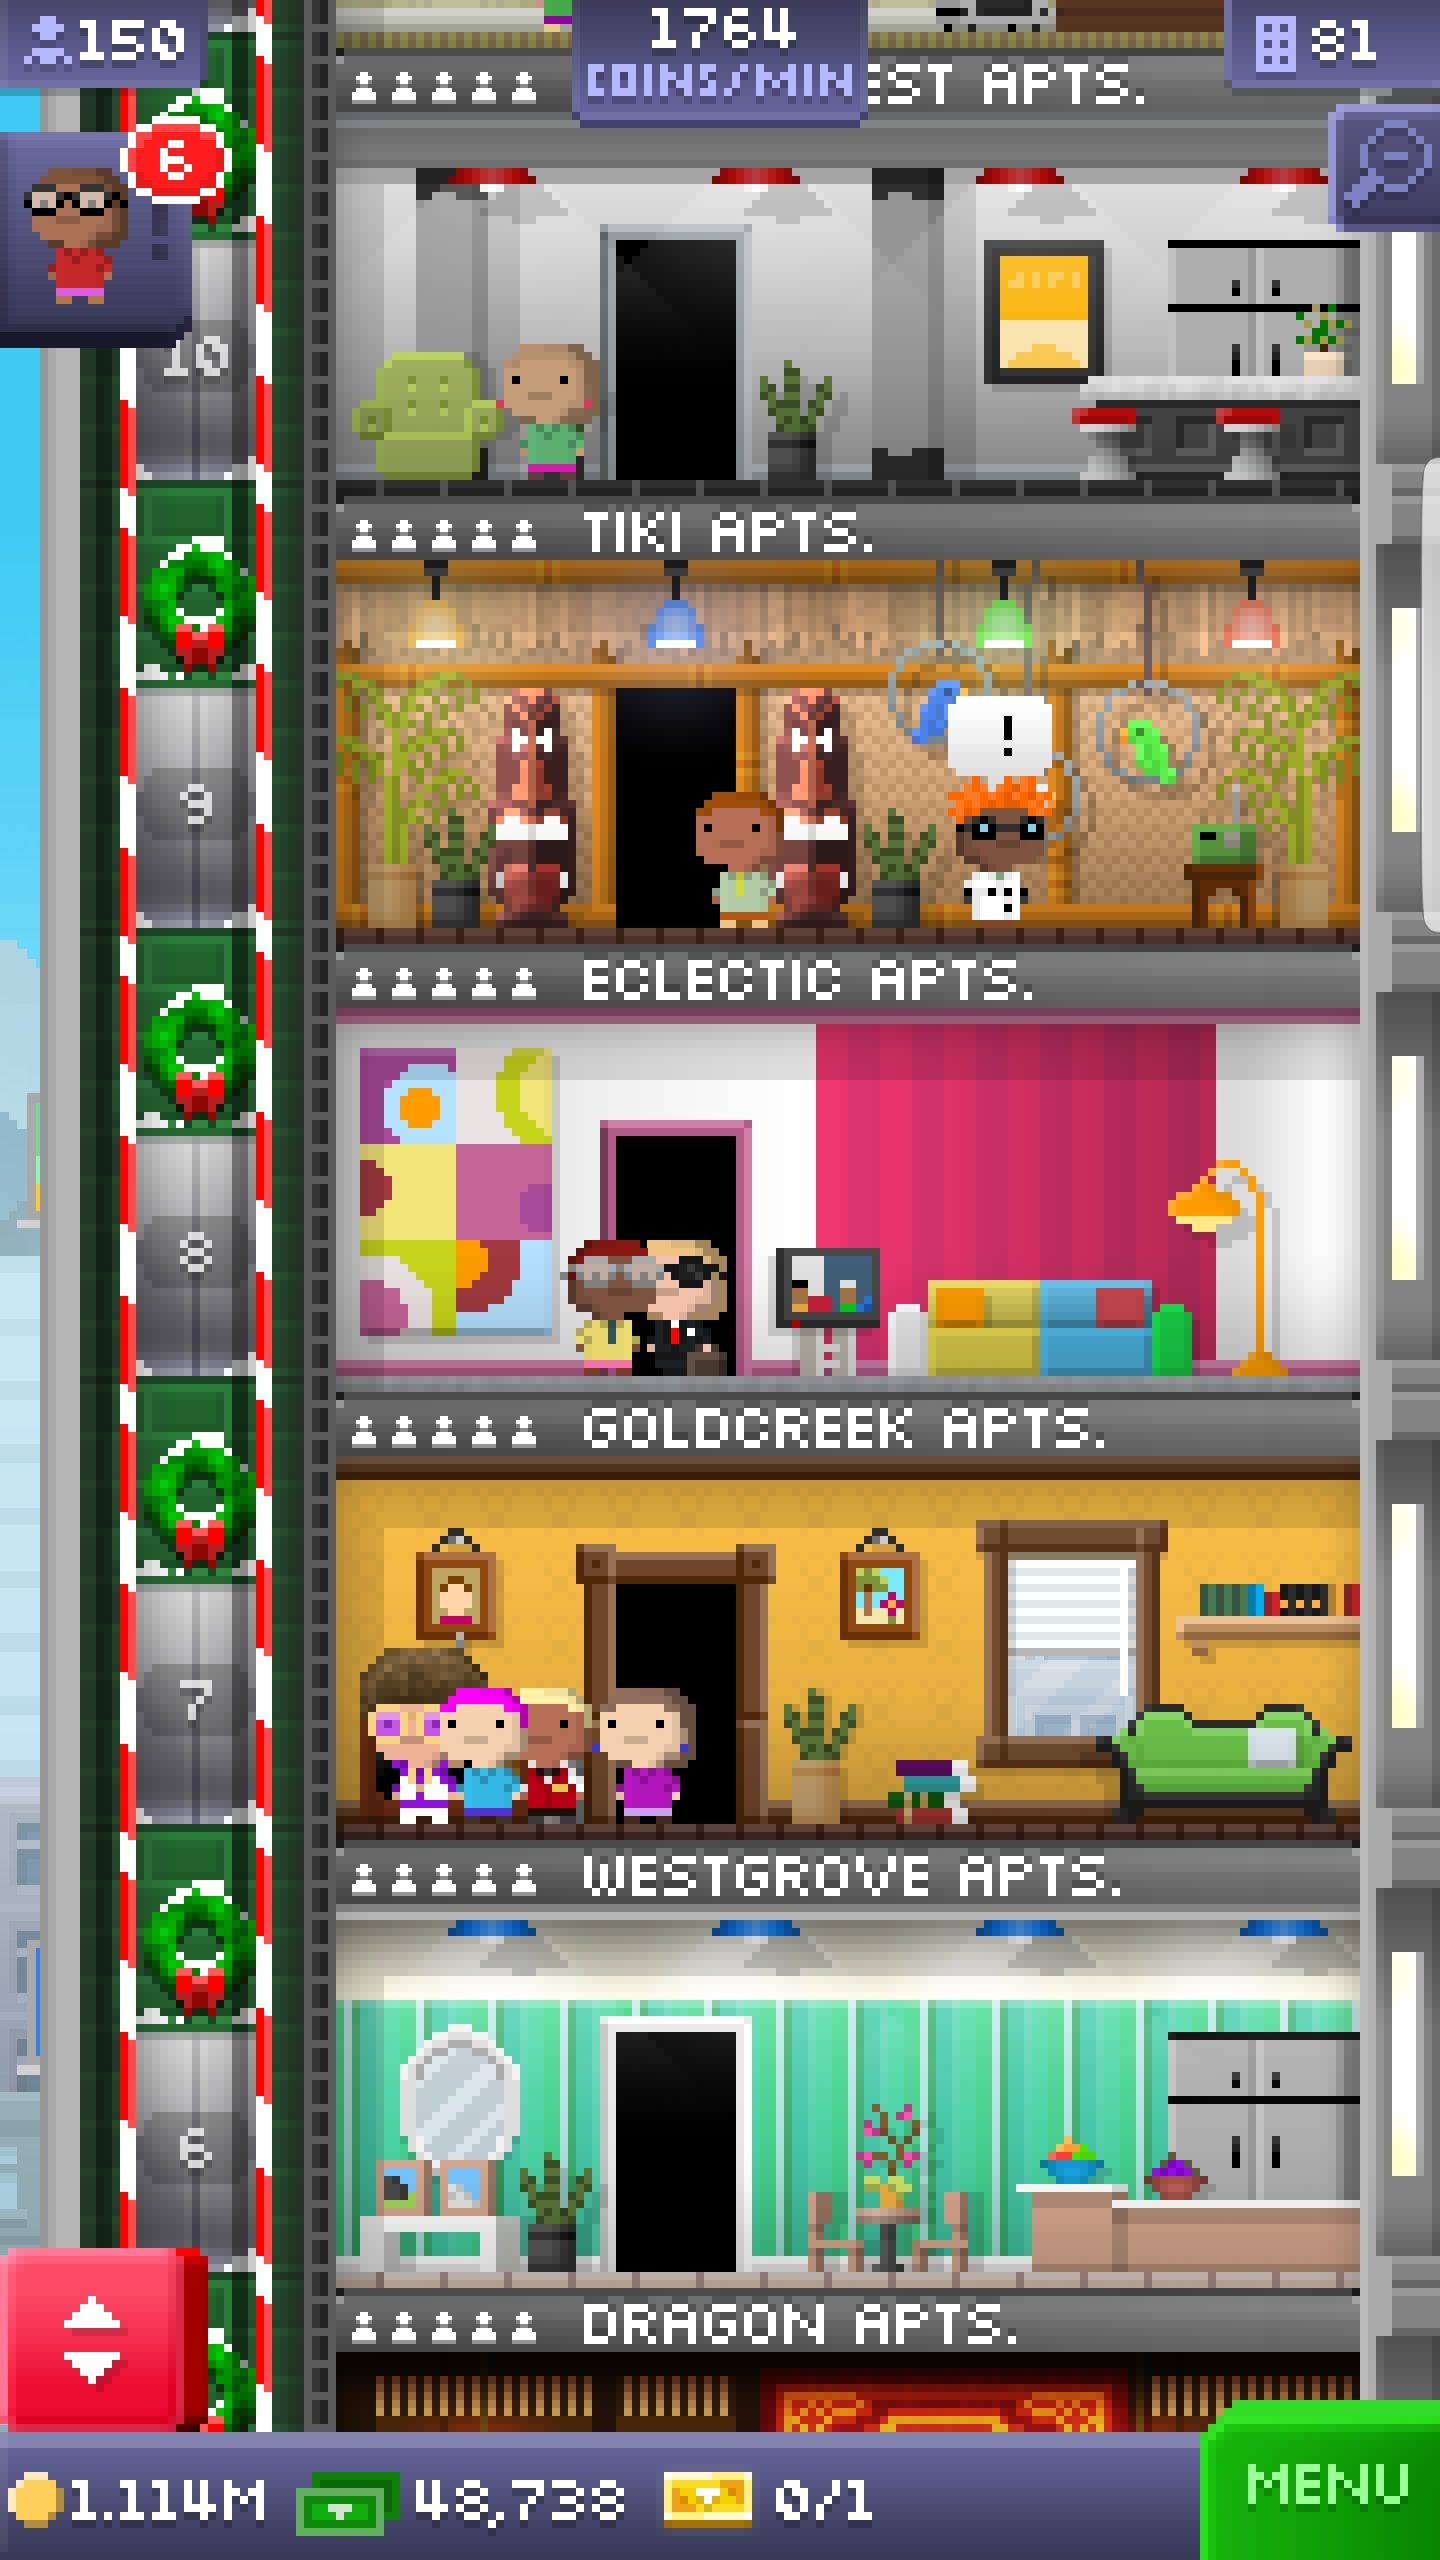 150
1764
COINS/MIN
81
EST APTS.
6
10
TIKI APTS.
9
!
ECLECTIC APTS.
8
GOLDCREEK APTS.
7
WESTGROVE APTS.
6
DRAGON APTS.
1.114M
48,738
0/1
MENU